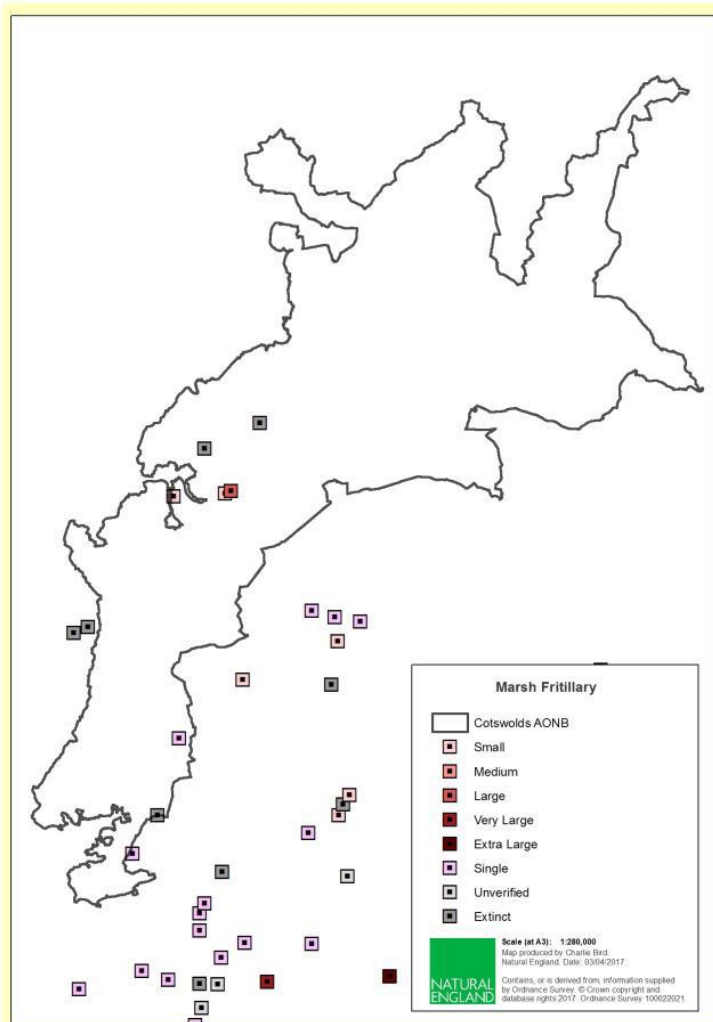 Marsh Fritillary
Cotswolds AONB
Small
Medium
Large
Very Large
Extra Large
Single
Unverified
Extinct
NATURAL
ENGLAND
Scale (at A3): 1:280,000
Map produced by Charlie Bird.
Natural England. Date: 03/04/2017.
Contains, or is derived from, information supplied
by Ordnance Survey. © Crown copyright and
database rights 2017. Ordnance Survey 100022021